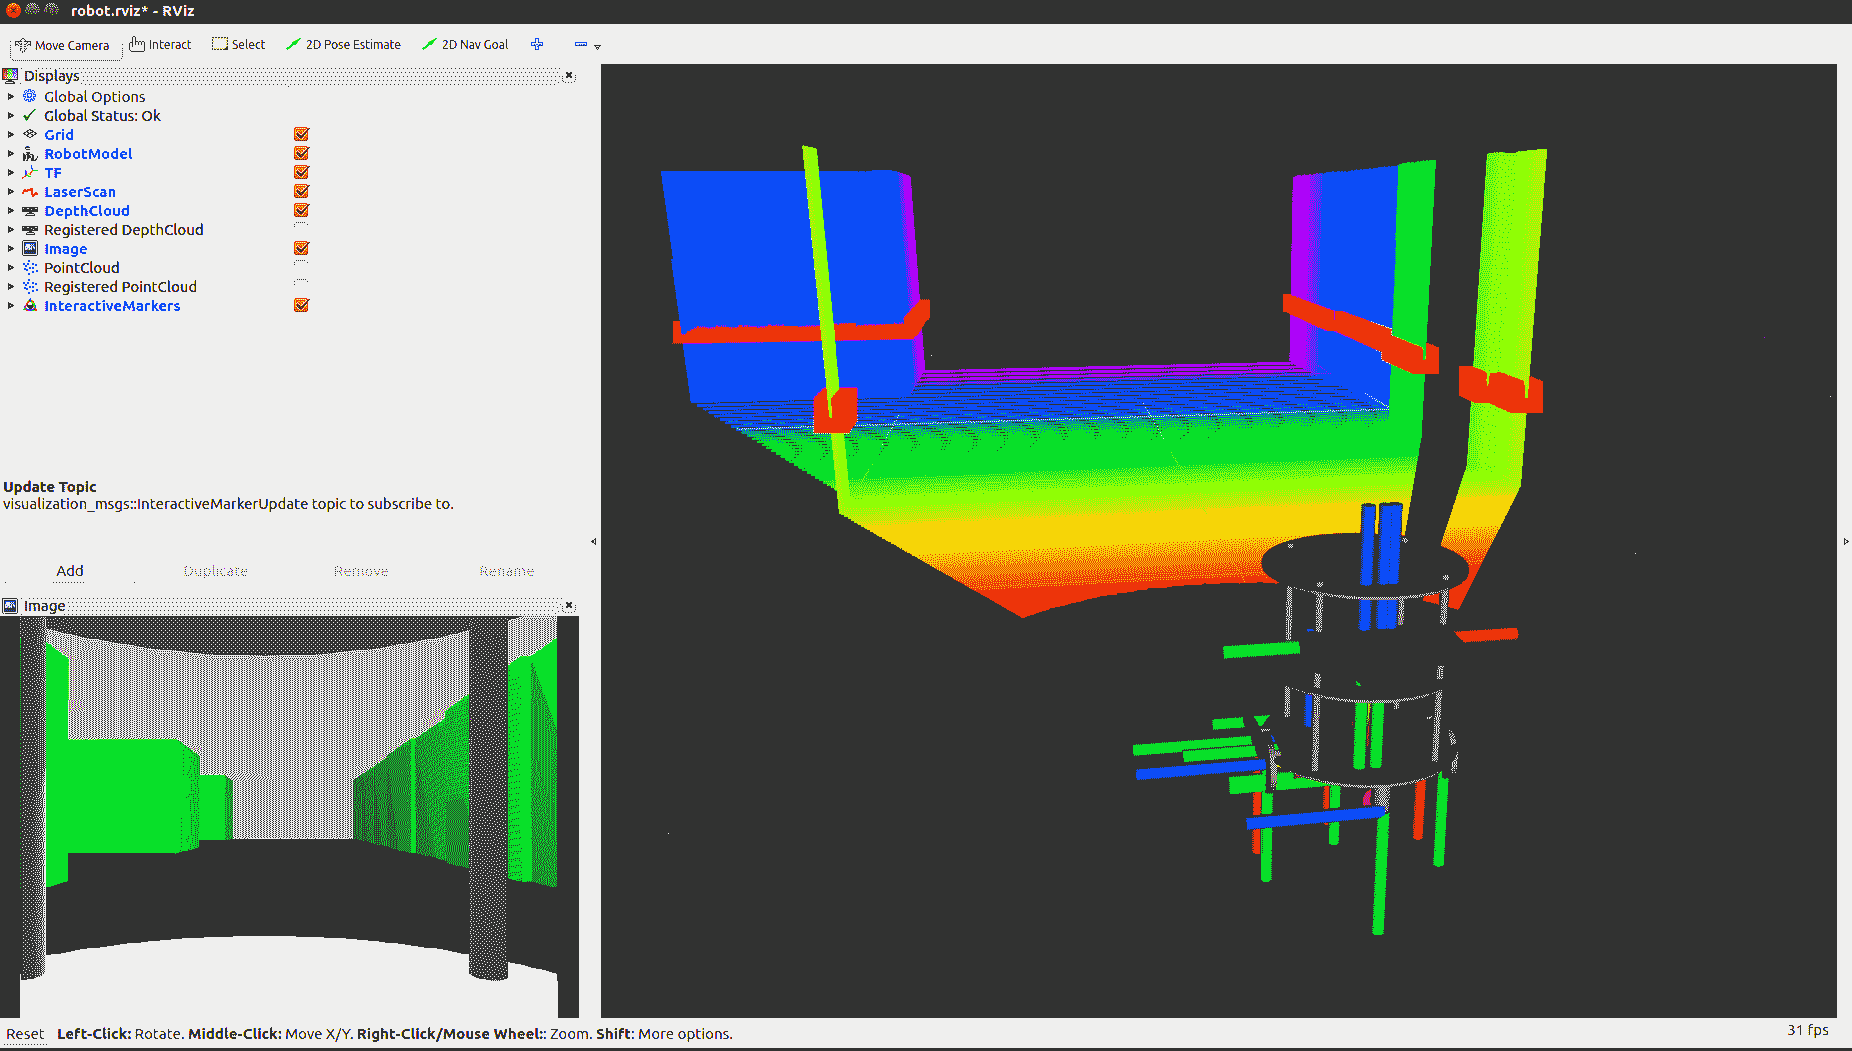 robot.rviz* - RViz
Move Camera Interact Select 2D Pose Estimate 2D Nav Goal
Displays
Global Options
Global Status: Ok
Grid
RobotModel
TF
LaserScan
DepthCloud
Registered DepthCloud
Image
PointCloud
Registered PointCloud
InteractiveMarkers
Update Topic
visualization_msgs::InteractiveMarkerUpdate topic to subscribe to.
Add Duplicate Remove Rename
Image
Reset Left-Click: Rotate. Middle-Click: Move X/Y. Right-Click/Mouse Wheel:: Zoom. Shift: More options. 31 fps